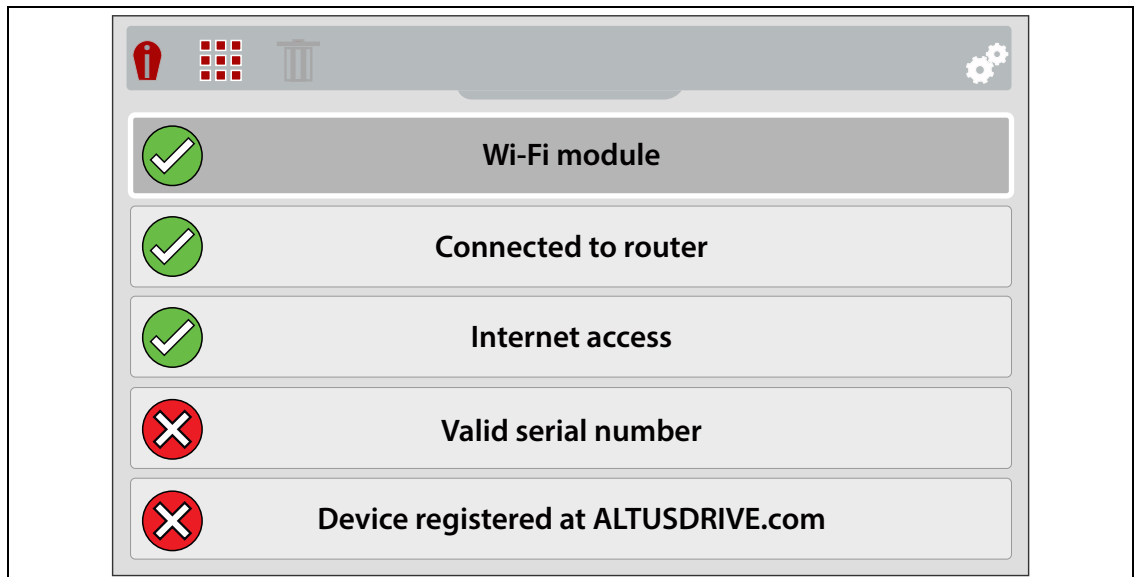 Wi-Fi module
Connected to router
Internet access
Valid serial number
Device registered at ALTUSDRIVE.com